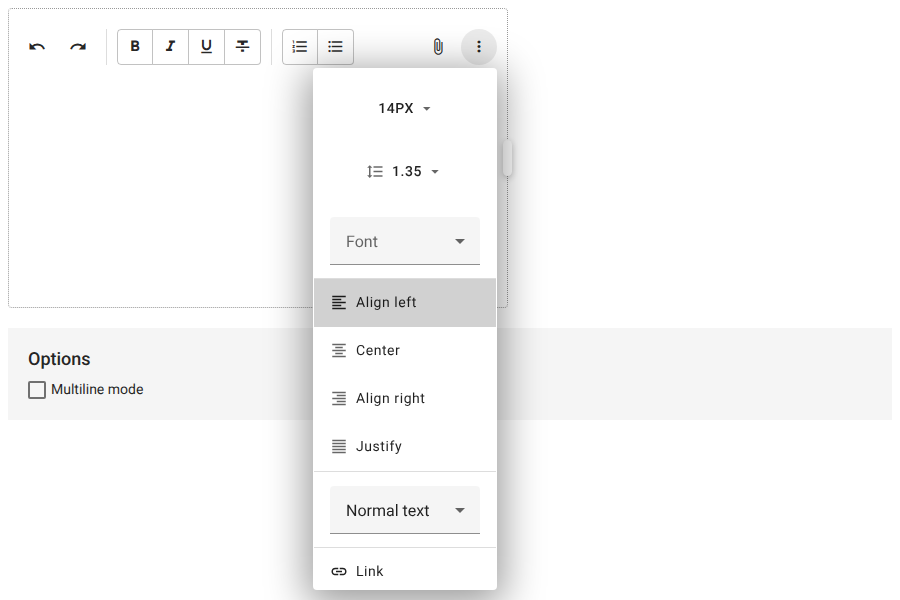 B I U
14PX
1.35
Font
Align left
Center
Align right
Justify
Normal text
Link
Options
Multiline mode